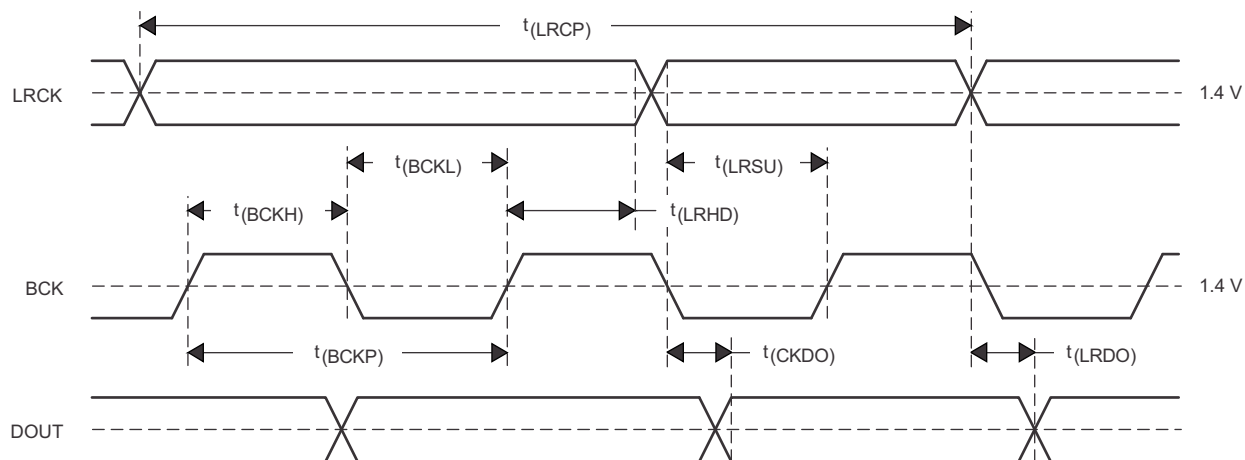 t(LRCP)
LRCK
1.4 V
t(BCKL)
t(LRSU)
t(BCKH)
t(LRHD)
BCK
1.4 V
t(BCKP)
t(CKDO)
t(LRDO)
DOUT